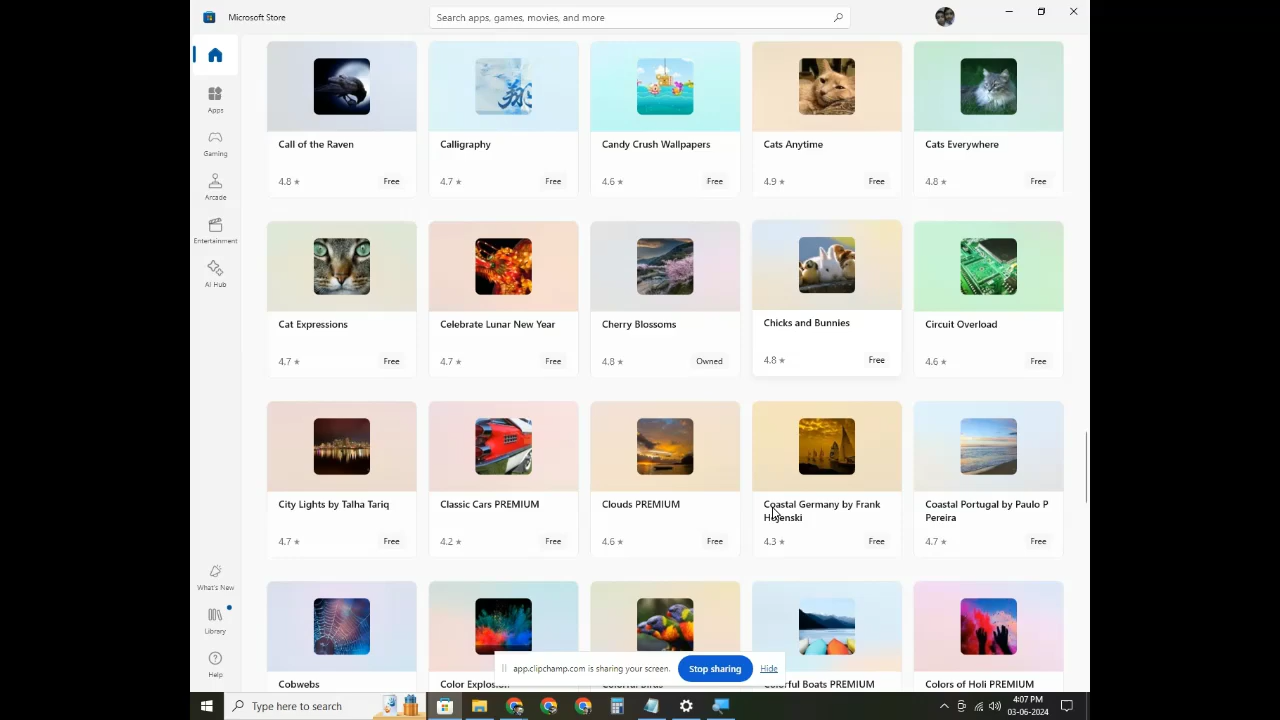 Microsoft Store
Search apps, games, movies, and more
Apps
Gaming
Arcade
Entertainment
AI Hub
What's New
Library
Help
Call of the Raven
4.8 ★ Free
Calligraphy
4.7 ★ Free
Candy Crush Wallpapers
4.6 ★ Free
Cats Anytime
4.9 ★ Free
Cats Everywhere
4.8 ★ Free
Cat Expressions
4.7 ★ Free
Celebrate Lunar New Year
4.7 ★ Free
Cherry Blossoms
4.8 ★ Owned
Chicks and Bunnies
4.8 ★ Free
Circuit Overload
4.6 ★ Free
City Lights by Talha Tariq
4.7 ★ Free
Classic Cars PREMIUM
4.2 ★ Free
Clouds PREMIUM
4.6 ★ Free
Coastal Germany by Frank
Hojenski
4.3 ★ Free
Coastal Portugal by Paulo P
Pereira
4.7 ★ Free
Cobwebs
Color Explosion
Colorful Birds
Colorful Boats PREMIUM
Colors of Holi PREMIUM
app.clipchamp.com is sharing your screen.
Stop sharing
Hide
Type here to search
4:07 PM
03-06-2024